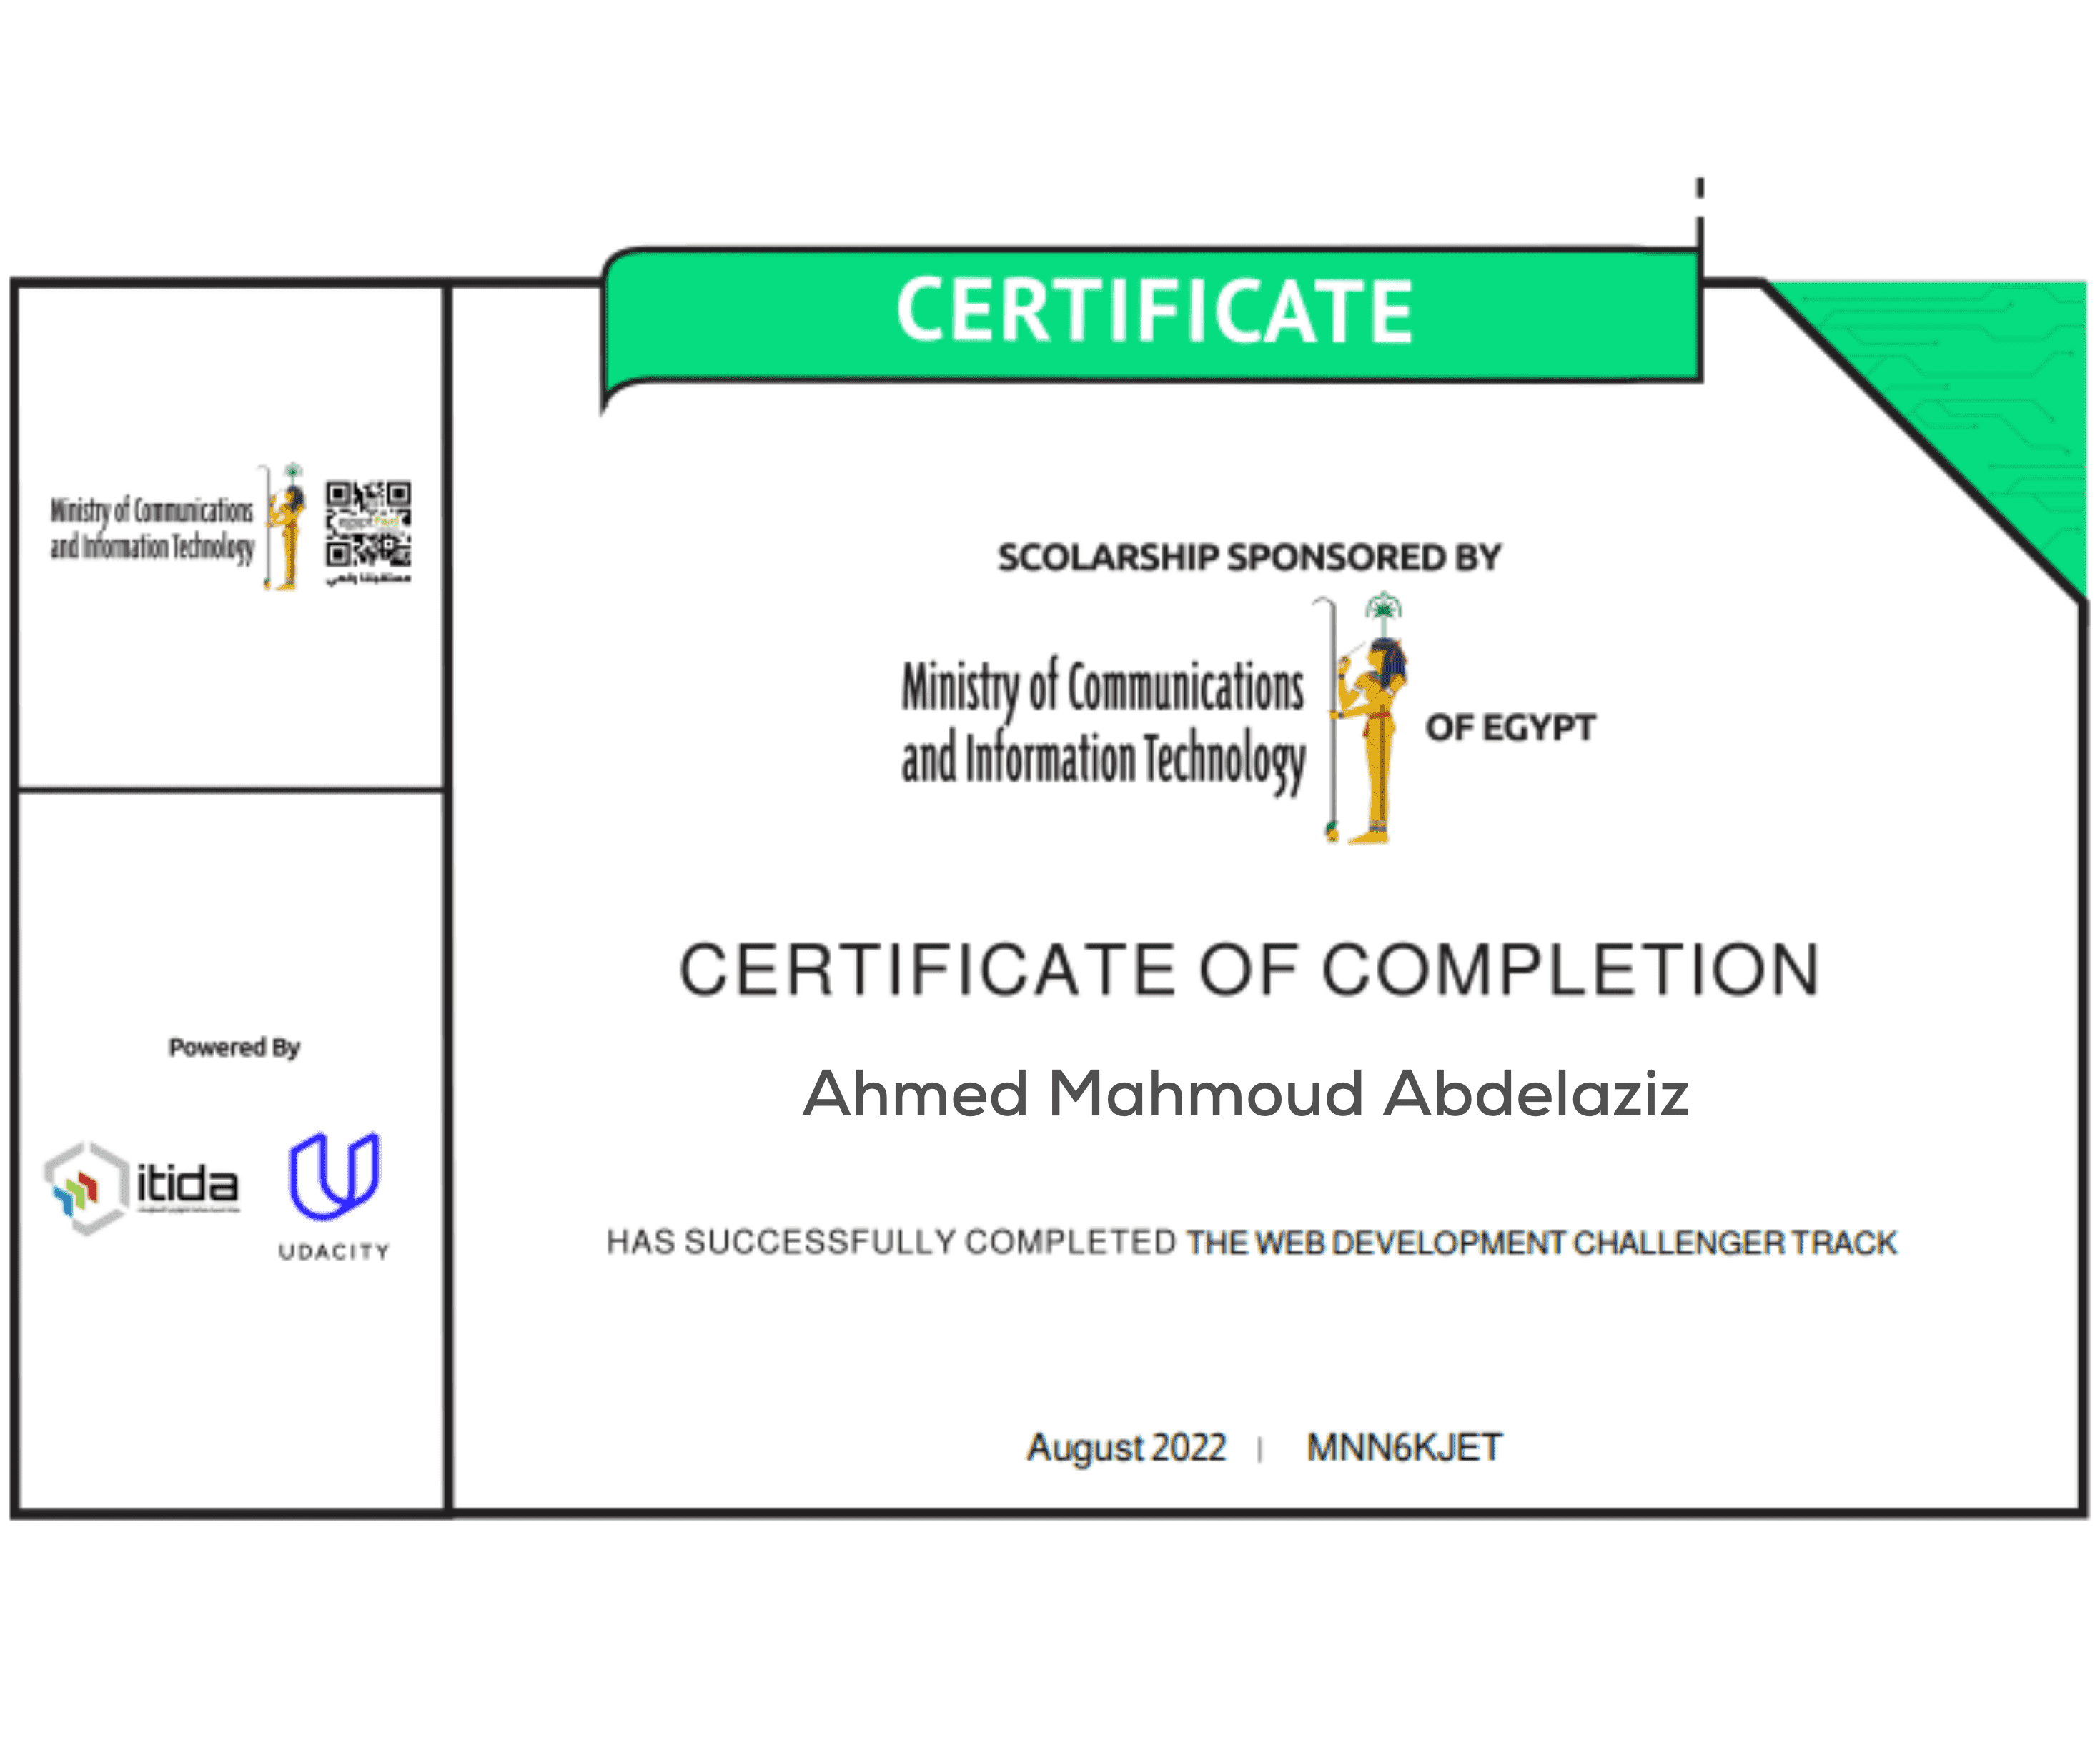 CERTIFICATE
Ministry of Communications
and Information Technology
egyptfwd
مستقبلنا رقمي
SCOLARSHIP SPONSORED BY
Ministry of Communications
and Information Technology
OF EGYPT
CERTIFICATE OF COMPLETION
Ahmed Mahmoud Abdelaziz
HAS SUCCESSFULLY COMPLETED THE WEB DEVELOPMENT CHALLENGER TRACK
August 2022 | MNN6KJET
Powered By
itida
UDACITY